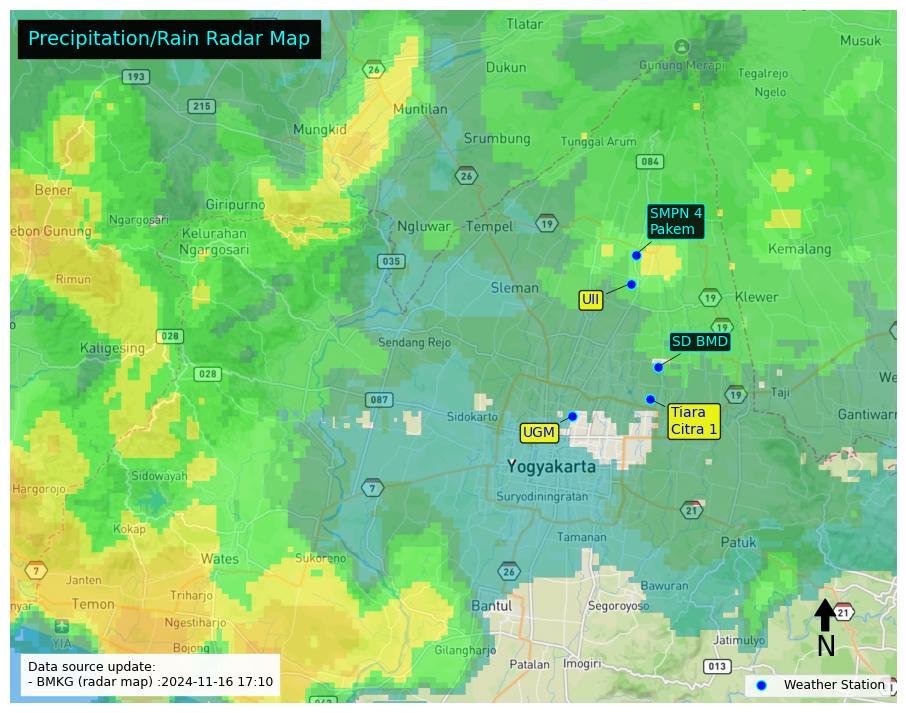 Precipitation/Rain Radar Map
Tlatar
Musuk
26
193
Dukun
Gunung Merapi
Tegalrejo
Ngelo
215
Muntilan
Mungkid
Srumbung
Tunggal Arum
084
26
Bener
Giripurno
Ngargosari
SMPN 4
Pakem
ebon Gunung
Kelurahan
Ngargosari
Ngluwar
Tempel
19
Kemalang
035
Rimun
Sleman
UII
19
Klewer
028
Kaligesing
Sendang Rejo
19
SD BMD
028
087
19
Taji
We
Sidokarto
UGM
Tiara
Citra 1
Gantiwarn
Yogyakarta
Sidowayah
Hargorojo
7
Suryodiningratan
21
Kokap
Tamanan
Patuk
Wates
Sukoreno
7
26
Janten
Temon
Triharjo
Bawuran
nyar
Bantul
Segoroyoso
21
Ngestiharjo
YIA
Bojong
Gilangharjo
Jatimulyo
N
Patalan
Imogiri
013
Data source update:
- BMKG (radar map) :2024-11-16 17:10
Weather Station